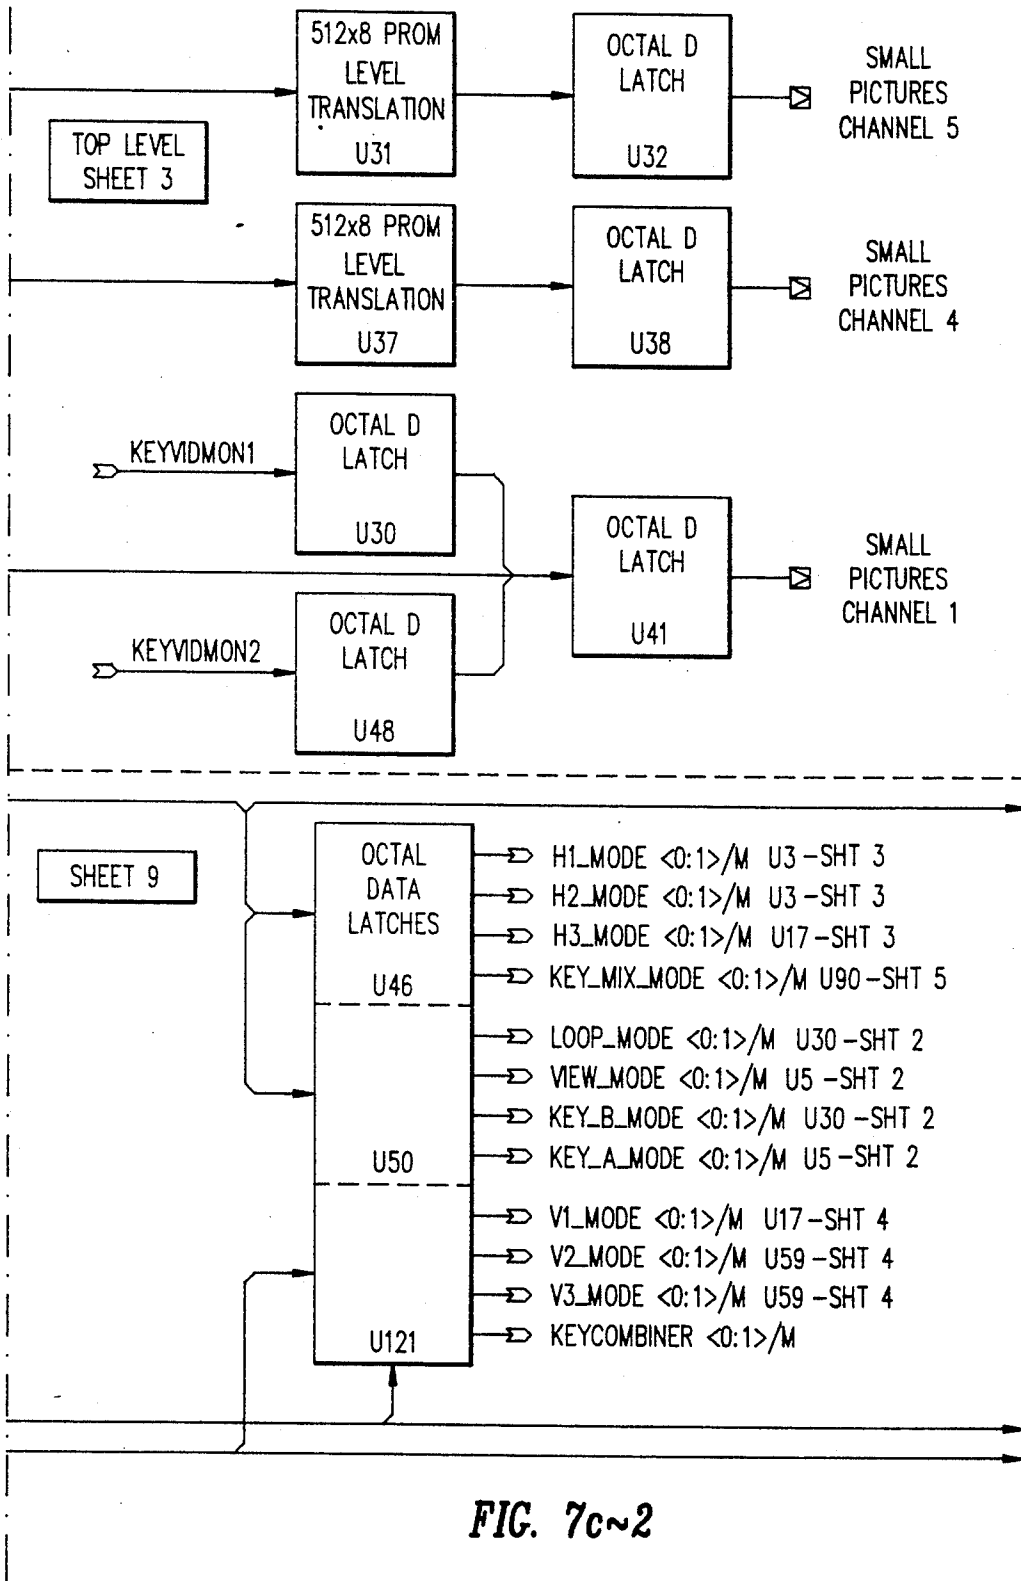 512x8 PROM
LEVEL
TRANSLATION
U31
OCTAL D
LATCH
U32
SMALL
PICTURES
CHANNEL 5
TOP LEVEL
SHEET 3
512x8 PROM
LEVEL
TRANSLATION
U37
OCTAL D
LATCH
U38
SMALL
PICTURES
CHANNEL 4
KEYVIDMON1
OCTAL D
LATCH
U30
OCTAL D
LATCH
U41
SMALL
PICTURES
CHANNEL 1
KEYVIDMON2
OCTAL D
LATCH
U48
SHEET 9
OCTAL
DATA
LATCHES
U46
U50
U121
H1_MODE <0:1>/M U3-SHT 3
H2_MODE <0:1>/M U3-SHT 3
H3_MODE <0:1>/M U17-SHT 3
KEY_MIX_MODE <0:1>/M U90-SHT 5
LOOP_MODE <0:1>/M U30-SHT 2
VIEW_MODE <0:1>/M U5-SHT 2
KEY_B_MODE <0:1>/M U30-SHT 2
KEY_A_MODE <0:1>/M U5-SHT 2
V1_MODE <0:1>/M U17-SHT 4
V2_MODE <0:1>/M U59-SHT 4
V3_MODE <0:1>/M U59-SHT 4
KEYCOMBINER <0:1>/M
FIG. 7c~2